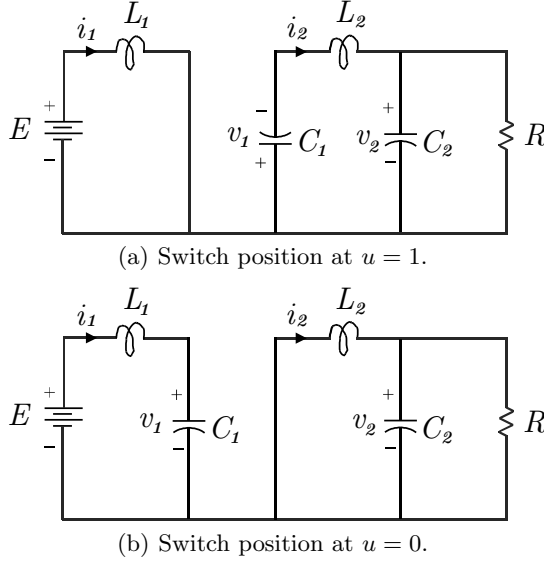 i₁ L₁ i₂ L₂
+ − +
E v₁ C₁ v₂ C₂ R
− + −
(a) Switch position at u = 1.
i₁ L₁ i₂ L₂
+ + +
E v₁ C₁ v₂ C₂ R
− − −
(b) Switch position at u = 0.